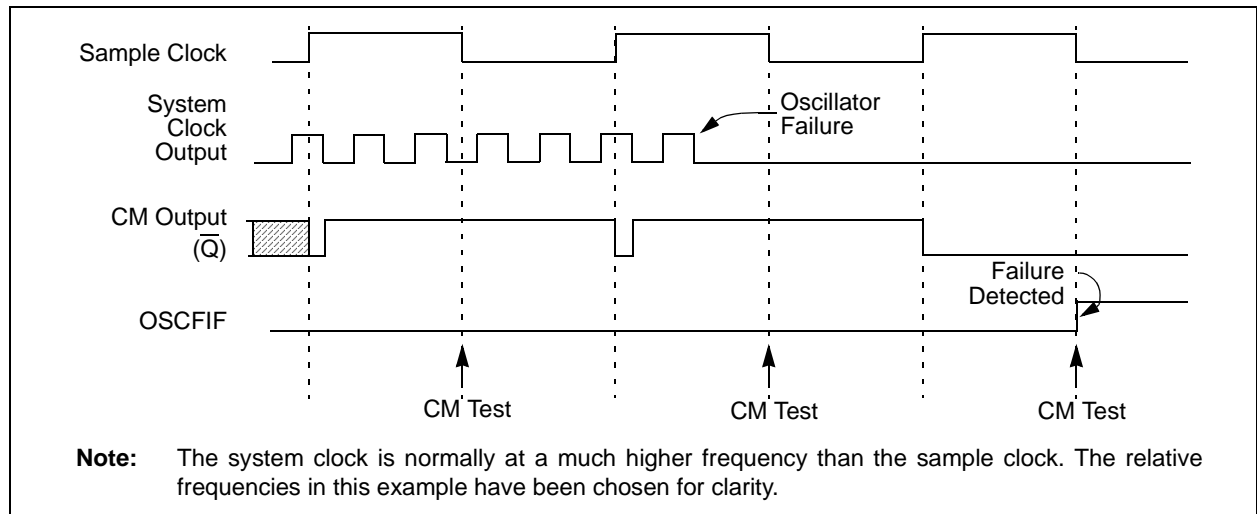 Sample Clock
System
Clock
Output
Oscillator
Failure
CM Output
(Q̅)
Failure
Detected
OSCFIF
CM Test
CM Test
CM Test
Note: The system clock is normally at a much higher frequency than the sample clock. The relative
frequencies in this example have been chosen for clarity.